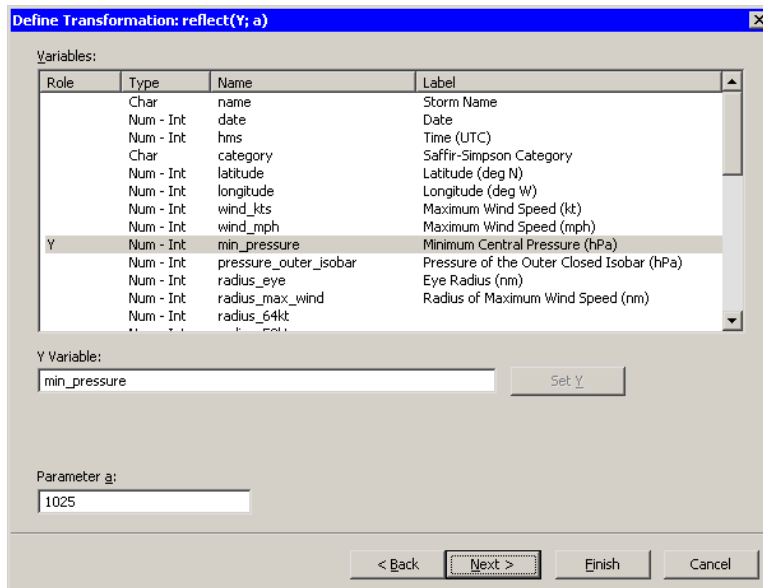 Define Transformation: reflect(Y; a)
Variables:
Role Type Name Label
Char name Storm Name
Num - Int date Date
Num - Int hms Time (UTC)
Char category Saffir-Simpson Category
Num - Int latitude Latitude (deg N)
Num - Int longitude Longitude (deg W)
Num - Int wind_kts Maximum Wind Speed (kt)
Num - Int wind_mph Maximum Wind Speed (mph)
Y Num - Int min_pressure Minimum Central Pressure (hPa)
Num - Int pressure_outer_isobar Pressure of the Outer Closed Isobar (hPa)
Num - Int radius_eye Eye Radius (nm)
Num - Int radius_max_wind Radius of Maximum Wind Speed (nm)
Num - Int radius_64kt
Y Variable:
min_pressure Set Y
Parameter a:
1025
< Back Next > Finish Cancel